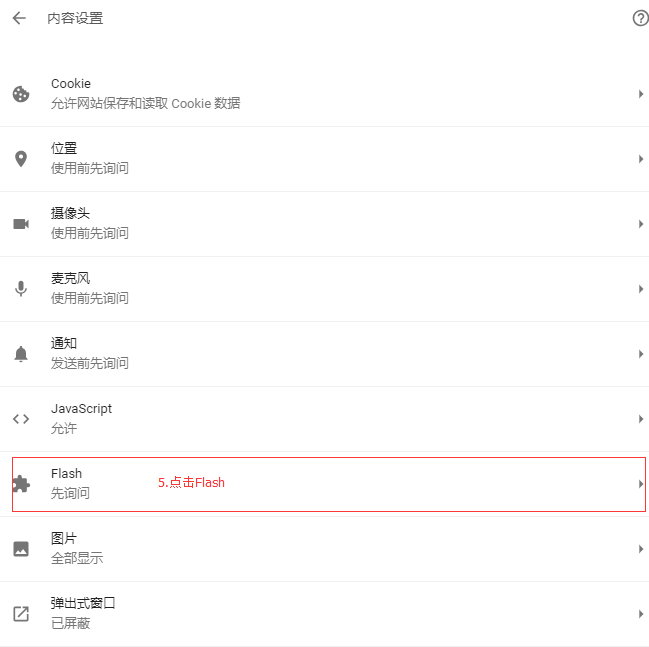 内容设置
Cookie
允许网站保存和读取 Cookie 数据
位置
使用前先询问
摄像头
使用前先询问
麦克风
使用前先询问
通知
发送前先询问
JavaScript
允许
Flash
5.点击Flash
先询问
图片
全部显示
弹出式窗口
已屏蔽